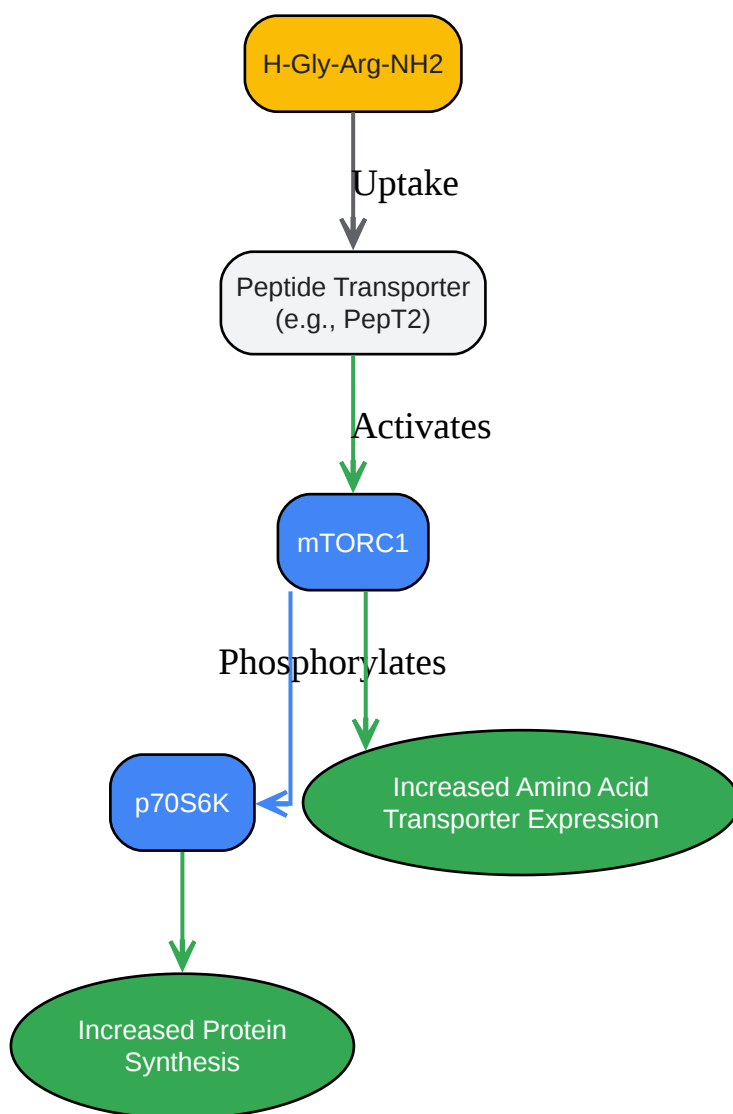 H-Gly-Arg-NH2
Uptake
Peptide Transporter
(e.g., PepT2)
Activates
mTORC1
Phosphorylates
p70S6K
Increased Amino Acid
Transporter Expression
Increased Protein
Synthesis